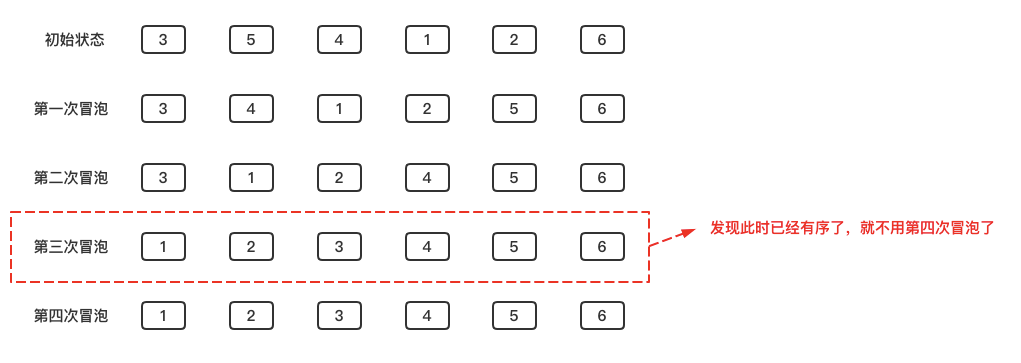 初始状态 3 5 4 1 2 6
第一次冒泡 3 4 1 2 5 6
第二次冒泡 3 1 2 4 5 6
发现此时已经有序了，就不用第四次冒泡了
第三次冒泡 1 2 3 4 5 6
第四次冒泡 1 2 3 4 5 6